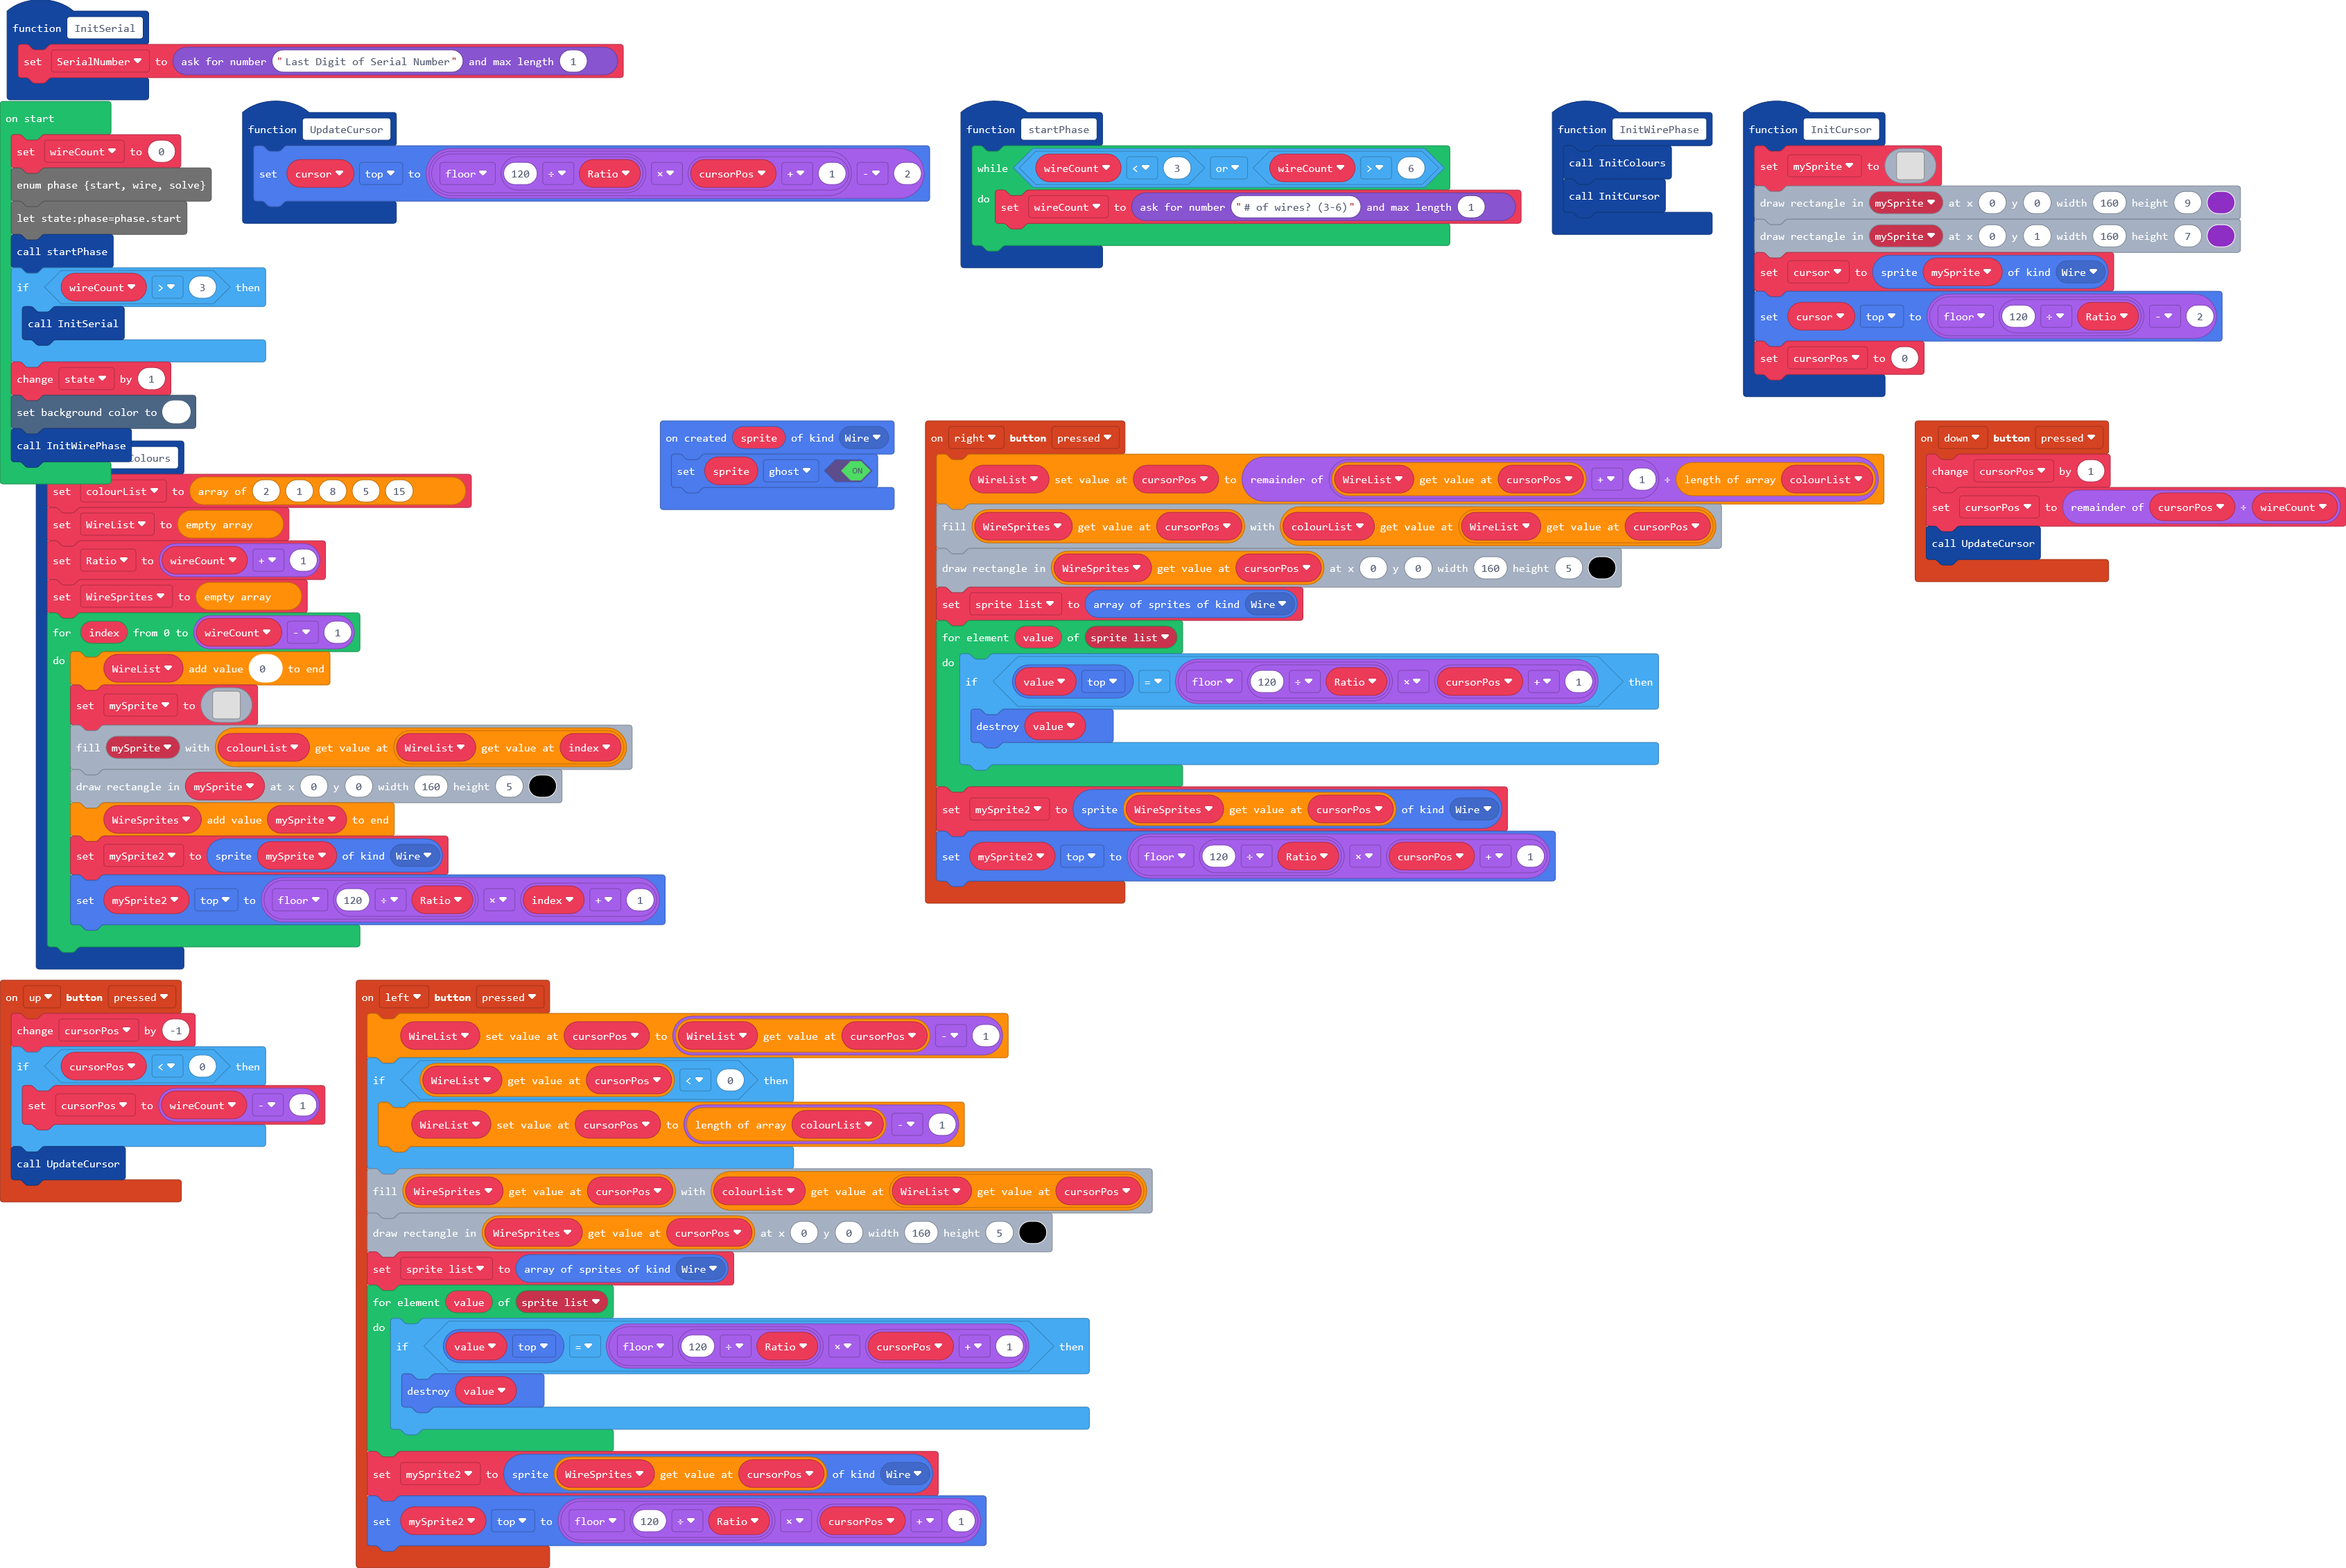 function InitSerial
set SerialNumber to ask for number "Last Digit of Serial Number" and max length 1
on start
set wireCount to 0
enum phase {start, wire, solve}
let state:phase=phase.start
call startPhase
if wireCount > 3 then
call InitSerial
change state by 1
set background color to
call InitWirePhase
function UpdateCursor
set cursor top to floor 120 ÷ Ratio × cursorPos + 1 - 2
function startPhase
while wireCount < 3 or wireCount > 6
do set wireCount to ask for number "# of wires? (3-6)" and max length 1
function InitWirePhase
call InitColours
call InitCursor
function InitCursor
set mySprite to
draw rectangle in mySprite at x 0 y 0 width 160 height 9
draw rectangle in mySprite at x 0 y 1 width 160 height 7
set cursor to sprite mySprite of kind Wire
set cursor top to floor 120 ÷ Ratio - 2
set cursorPos to 0
olours
set colourList to array of 2 1 8 5 15
set WireList to empty array
set Ratio to wireCount + 1
set WireSprites to empty array
for index from 0 to wireCount - 1
do
WireList add value 0 to end
set mySprite to
fill mySprite with colourList get value at WireList get value at index
draw rectangle in mySprite at x 0 y 0 width 160 height 5
WireSprites add value mySprite to end
set mySprite2 to sprite mySprite of kind Wire
set mySprite2 top to floor 120 ÷ Ratio × index + 1
on created sprite of kind Wire
set sprite ghost ON
on right button pressed
WireList set value at cursorPos to remainder of WireList get value at cursorPos + 1 ÷ length of array colourList
fill WireSprites get value at cursorPos with colourList get value at WireList get value at cursorPos
draw rectangle in WireSprites get value at cursorPos at x 0 y 0 width 160 height 5
set sprite list to array of sprites of kind Wire
for element value of sprite list
do
if value top = floor 120 ÷ Ratio × cursorPos + 1 then
destroy value
set mySprite2 to sprite WireSprites get value at cursorPos of kind Wire
set mySprite2 top to floor 120 ÷ Ratio × cursorPos + 1
on down button pressed
change cursorPos by 1
set cursorPos to remainder of cursorPos ÷ wireCount
call UpdateCursor
on up button pressed
change cursorPos by -1
if cursorPos < 0 then
set cursorPos to wireCount - 1
call UpdateCursor
on left button pressed
WireList set value at cursorPos to WireList get value at cursorPos - 1
if WireList get value at cursorPos < 0 then
WireList set value at cursorPos to length of array colourList - 1
fill WireSprites get value at cursorPos with colourList get value at WireList get value at cursorPos
draw rectangle in WireSprites get value at cursorPos at x 0 y 0 width 160 height 5
set sprite list to array of sprites of kind Wire
for element value of sprite list
do
if value top = floor 120 ÷ Ratio × cursorPos + 1 then
destroy value
set mySprite2 to sprite WireSprites get value at cursorPos of kind Wire
set mySprite2 top to floor 120 ÷ Ratio × cursorPos + 1